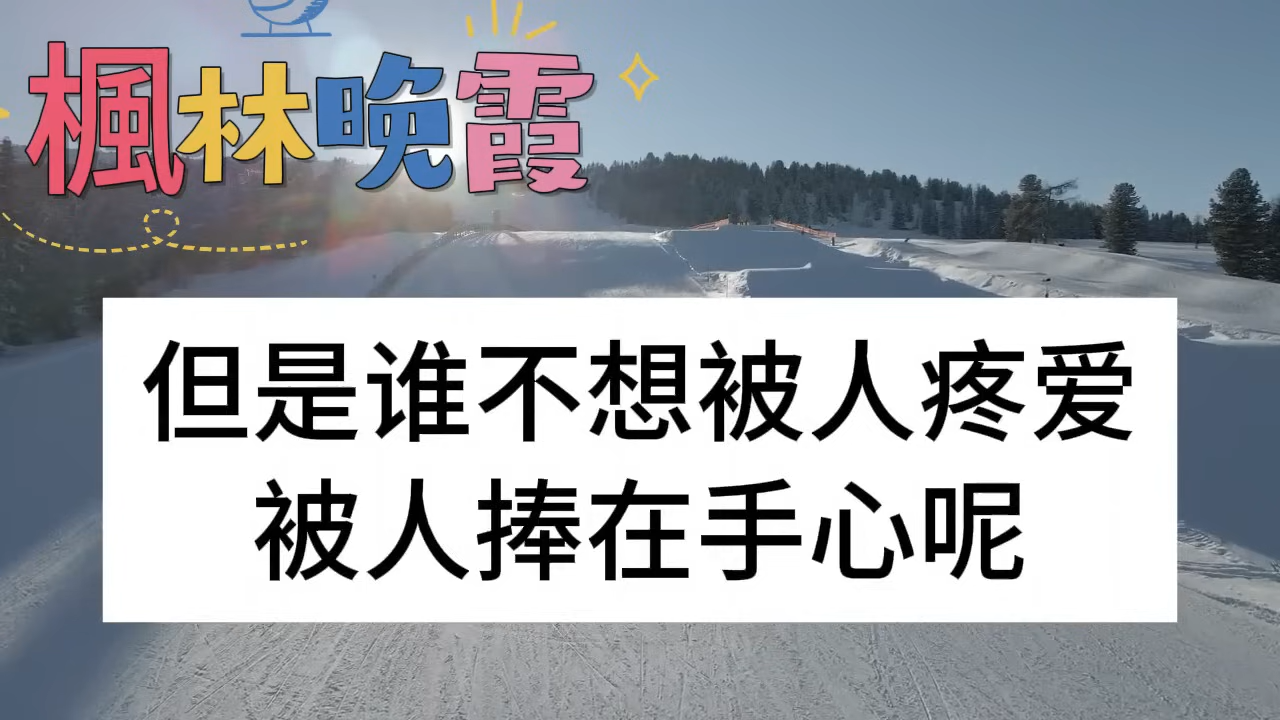 楓林晚霞
但是谁不想被人疼爱
被人捧在手心呢